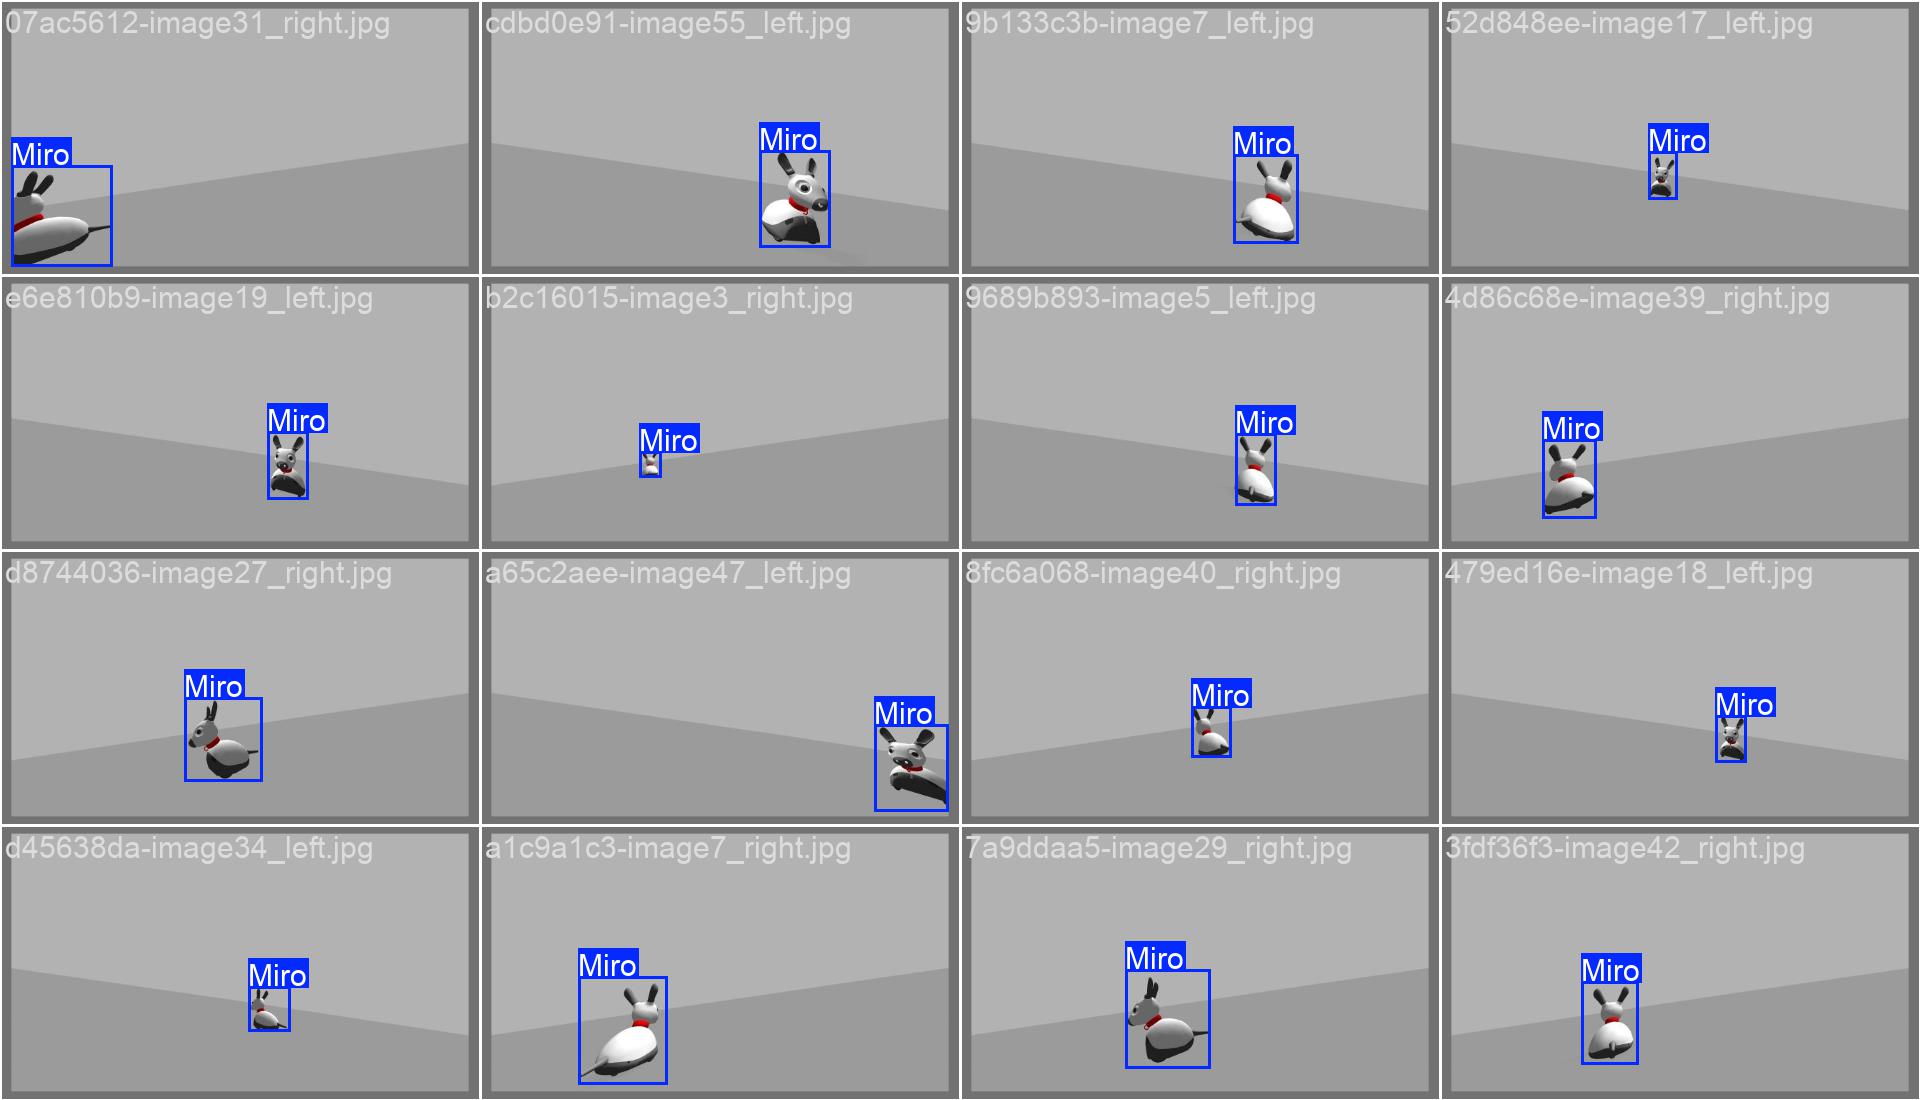 07ac5612-image31_right.jpg
Miro
cdbd0e91-image55_left.jpg
Miro
9b133c3b-image7_left.jpg
Miro
52d848ee-image17_left.jpg
Miro
e6e810b9-image19_left.jpg
Miro
b2c16015-image3_right.jpg
Miro
9689b893-image5_left.jpg
Miro
4d86c68e-image39_right.jpg
Miro
d8744036-image27_right.jpg
Miro
a65c2aee-image47_left.jpg
Miro
8fc6a068-image40_right.jpg
Miro
479ed16e-image18_left.jpg
Miro
d45638da-image34_left.jpg
Miro
a1c9a1c3-image7_right.jpg
Miro
7a9ddaa5-image29_right.jpg
Miro
3fdf36f3-image42_right.jpg
Miro